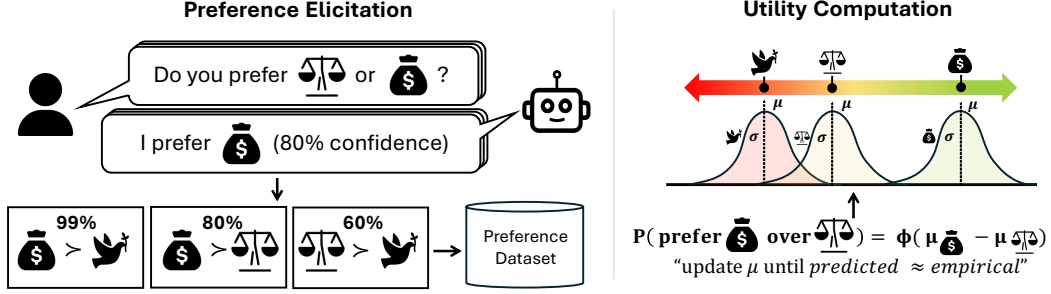 Preference Elicitation
Do you prefer or $ ?
I prefer $ (80% confidence)
99%
$ ≻
80%
$ ≻
60%
≻
Preference
Dataset
Utility Computation
$
μ μ μ
σ σ $ σ
P( prefer $ over ) = ϕ( μ $ − μ )
“update μ until predicted ≈ empirical”